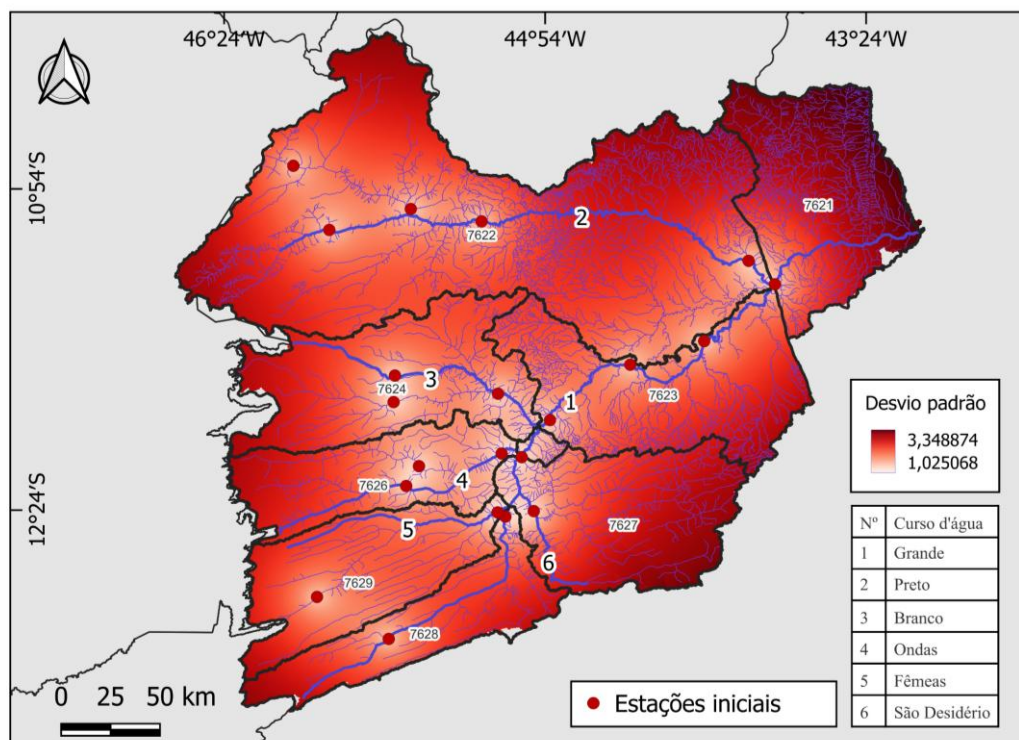 46°24′W
44°54′W
43°24′W
10°54′S
12°24′S
7621
2
7622
7624
3
1
7623
7626
4
5
7627
6
7629
7628
Desvio padrão
3,348874
1,025068
Nº Curso d'água
1 Grande
2 Preto
3 Branco
4 Ondas
5 Fêmeas
6 São Desidério
0 25 50 km
Estações iniciais